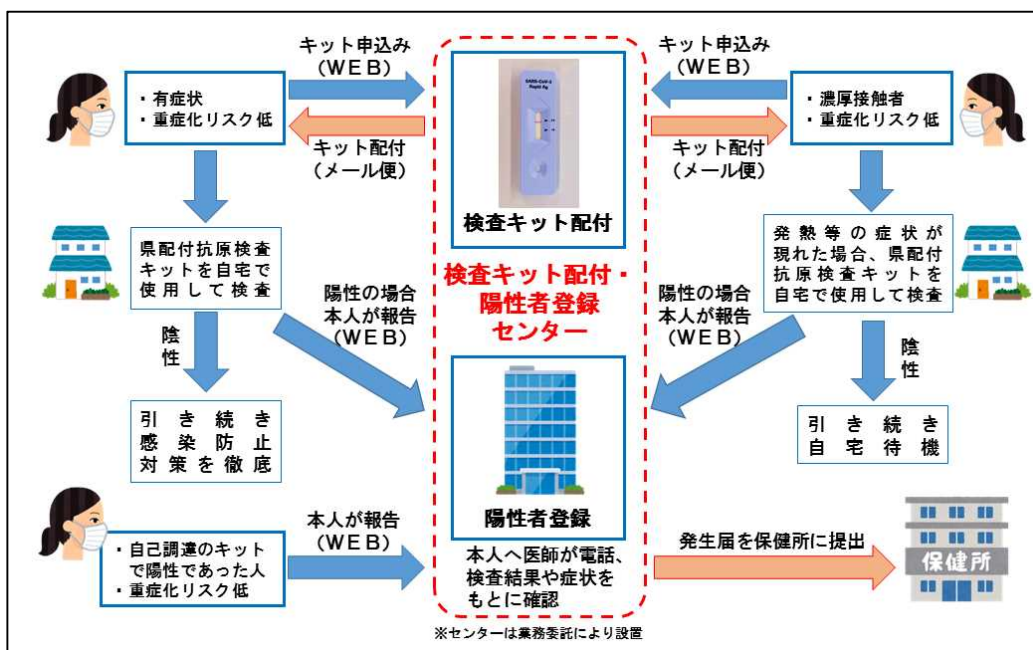 キット申込み
（ＷＥＢ）
・有症状
・重症化リスク低
キット配付
（メール便）
県配付抗原検査
キットを自宅で
使用して検査
陰性
引き続き
感染防止
対策を徹底
陽性の場合
本人が報告
（ＷＥＢ）
・自己調達のキット
で陽性であった人
・重症化リスク低
本人が報告
（ＷＥＢ）
SARS-CoV-2
Rapid Ag
検査キット配付
検査キット配付・
陽性者登録
センター
陽性者登録
本人へ医師が電話、
検査結果や症状を
もとに確認
※センターは業務委託により設置
キット申込み
（ＷＥＢ）
・濃厚接触者
・重症化リスク低
キット配付
（メール便）
発熱等の症状が
現れた場合、県配付
抗原検査キットを
自宅で使用して検査
陽性の場合
本人が報告
（ＷＥＢ）
陰性
引き続き
自宅待機
発生届を保健所に提出
保健所